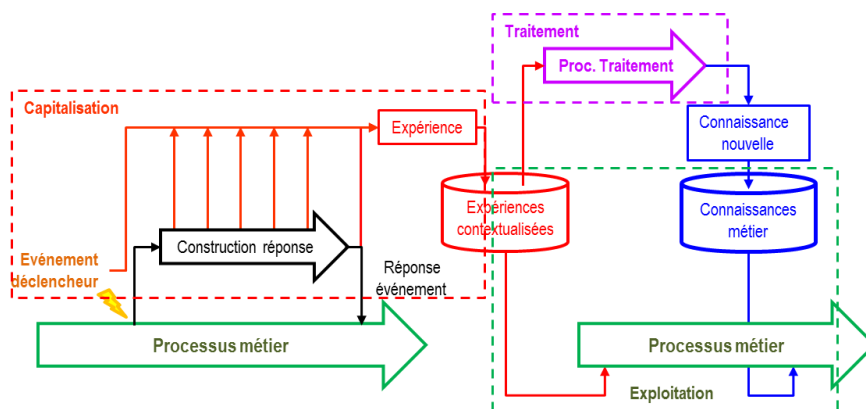 Traitement
Proc. Traitement
Capitalisation
Expérience
Connaissance
nouvelle
Expériences
contextualisées
Connaissances
métier
Construction réponse
Evénement
déclencheur
Réponse
événement
Processus métier
Processus métier
Exploitation